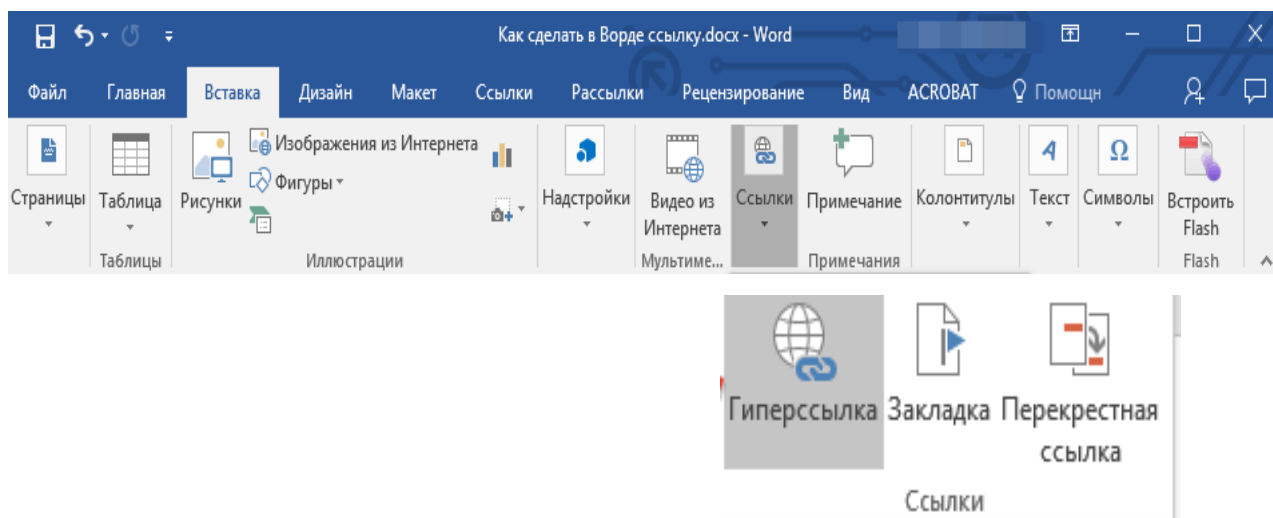 Как сделать в Ворде ссылку.docx - Word
Файл Главная Вставка Дизайн Макет Ссылки Рассылки Рецензирование Вид ACROBAT Помощн
Изображения из Интернета
Фигуры
Страницы Таблица Рисунки Надстройки Видео из Интернета Ссылки Примечание Колонтитулы Текст Символы Встроить Flash
Таблицы Иллюстрации Мультиме... Примечания Flash
Гиперссылка Закладка Перекрестная
ссылка
Ссылки